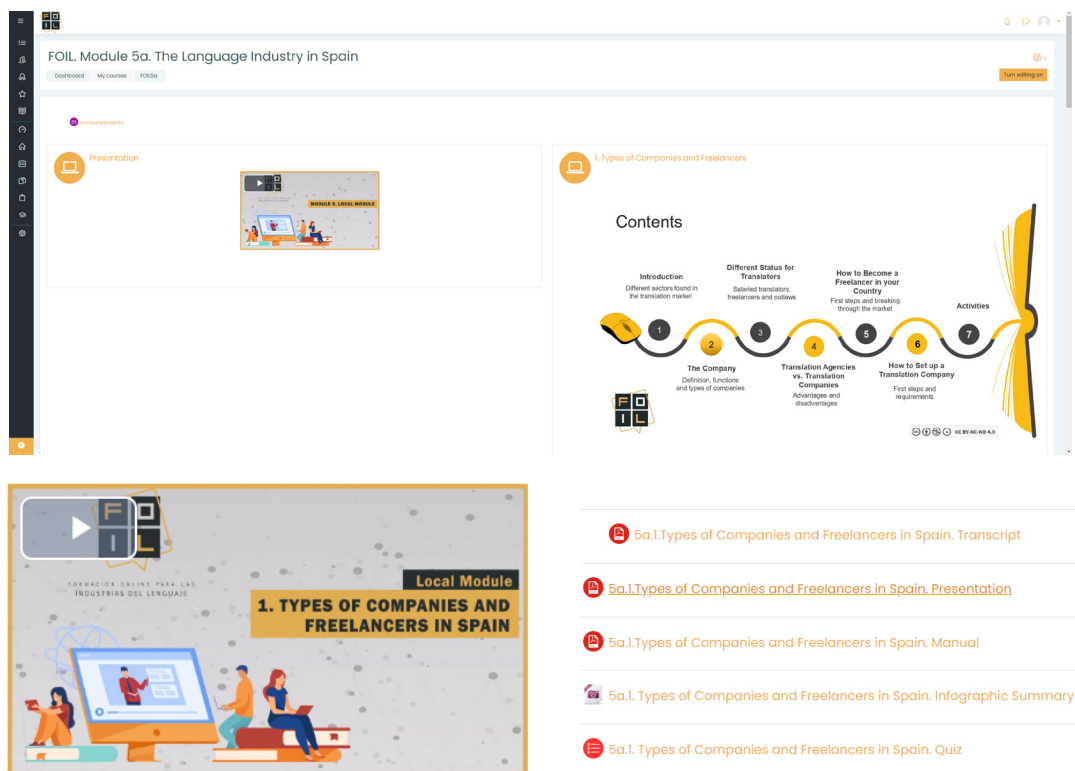 FOIL. Module 5a. The Language Industry in Spain
Dashboard My courses FOIL5a
Turn editing on
Announcements
Presentation
MODULE 5. LOCAL MODULE
1. Types of Companies and Freelancers
Contents
Introduction
Different sectors found in
the translation market
Different Status for
Translators
Salaried translators,
freelancers and outlaws
How to Become a
Freelancer in your
Country
First steps and breaking
through the market
Activities
1
2
3
4
5
6
7
The Company
Definition, functions
and types of companies
Translation Agencies
vs. Translation
Companies
Advantages and
disadvantages
How to Set up a
Translation Company
First steps and
requirements
FOIL
CC BY-NC-ND 4.0
FOIL
FORMACIÓN ONLINE PARA LAS
INDUSTRIAS DEL LENGUAJE
Local Module
1. TYPES OF COMPANIES AND
FREELANCERS IN SPAIN
5a.1.Types of Companies and Freelancers in Spain. Transcript
5a.1.Types of Companies and Freelancers in Spain. Presentation
5a.1.Types of Companies and Freelancers in Spain. Manual
5a.1. Types of Companies and Freelancers in Spain. Infographic Summary
5a.1. Types of Companies and Freelancers in Spain. Quiz